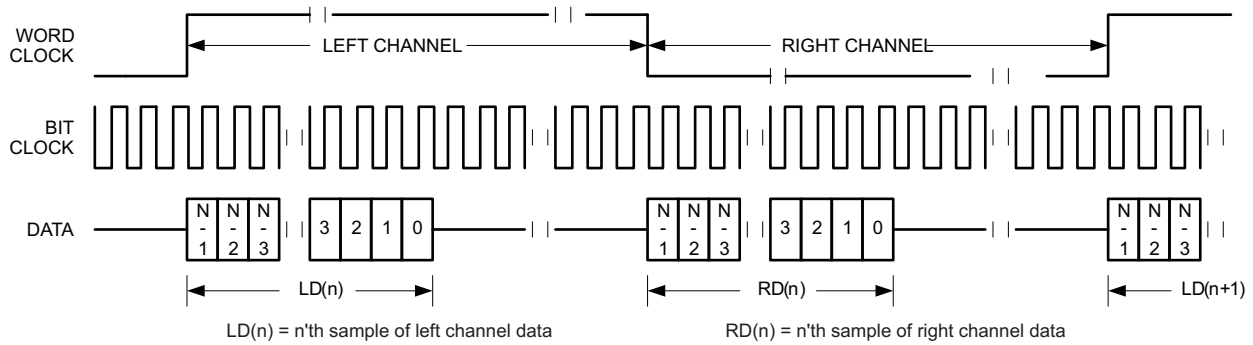 WORD
CLOCK
LEFT CHANNEL
RIGHT CHANNEL
BIT
CLOCK
DATA
N-1 N-2 N-3 3 2 1 0
N-1 N-2 N-3 3 2 1 0
N-1 N-2 N-3
LD(n)
RD(n)
LD(n+1)
LD(n) = n'th sample of left channel data
RD(n) = n'th sample of right channel data